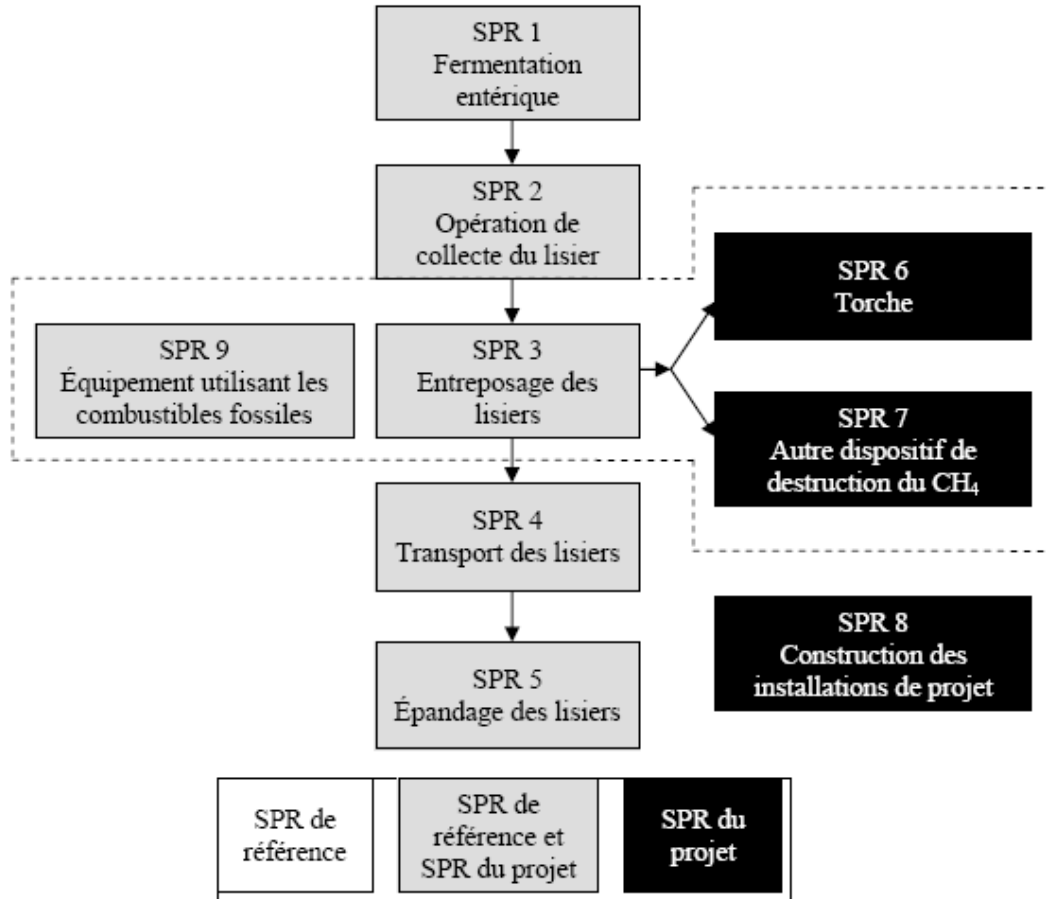 SPR 1
Fermentation
entérique
SPR 2
Opération de
collecte du lisier
SPR 6
Torche
SPR 9
Équipement utilisant les
combustibles fossiles
SPR 3
Entreposage des
lisiers
SPR 7
Autre dispositif de
destruction du CH₄
SPR 4
Transport des lisiers
SPR 8
Construction des
installations de projet
SPR 5
Épandage des lisiers
SPR de
référence
SPR de
référence et
SPR du projet
SPR du
projet